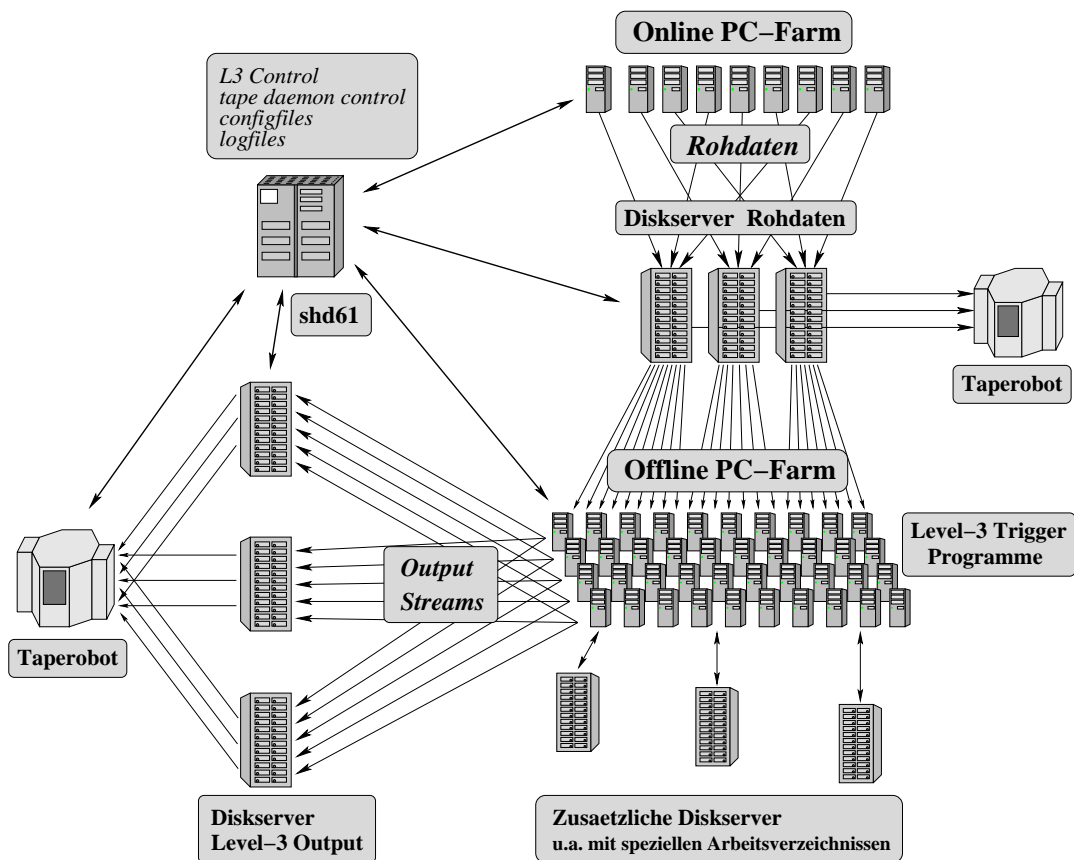 Online PC–Farm
L3 Control
tape daemon control
configfiles
logfiles
Rohdaten
Diskserver Rohdaten
shd61
Taperobot
Offline PC–Farm
Level–3 Trigger
Programme
Output
Streams
Taperobot
Diskserver
Level–3 Output
Zusaetzliche Diskserver
u.a. mit speziellen Arbeitsverzeichnissen